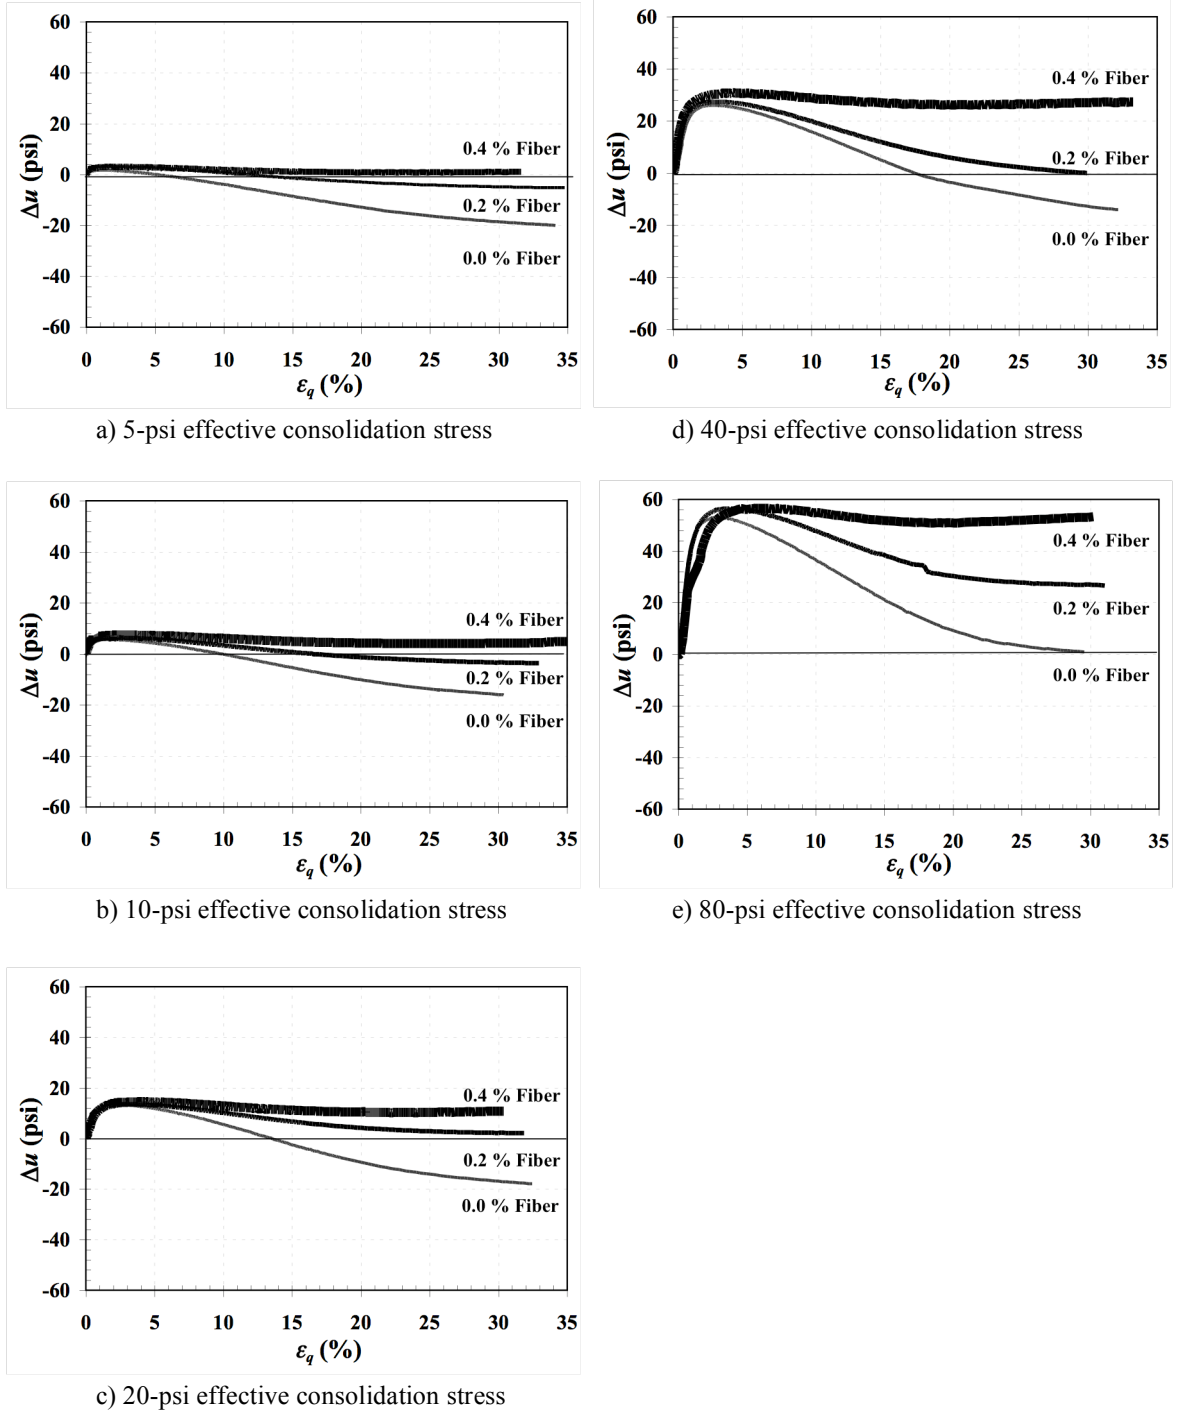 60
40
20
0
-20
-40
-60
Δu (psi)
0.4 % Fiber
0.2 % Fiber
0.0 % Fiber
0 5 10 15 20 25 30 35
εq (%)
a) 5-psi effective consolidation stress
60
40
20
0
-20
-40
-60
Δu (psi)
0.4 % Fiber
0.2 % Fiber
0.0 % Fiber
0 5 10 15 20 25 30 35
εq (%)
d) 40-psi effective consolidation stress
60
40
20
0
-20
-40
-60
Δu (psi)
0.4 % Fiber
0.2 % Fiber
0.0 % Fiber
0 5 10 15 20 25 30 35
εq (%)
b) 10-psi effective consolidation stress
60
40
20
0
-20
-40
-60
Δu (psi)
0.4 % Fiber
0.2 % Fiber
0.0 % Fiber
0 5 10 15 20 25 30 35
εq (%)
e) 80-psi effective consolidation stress
60
40
20
0
-20
-40
-60
Δu (psi)
0.4 % Fiber
0.2 % Fiber
0.0 % Fiber
0 5 10 15 20 25 30 35
εq (%)
c) 20-psi effective consolidation stress